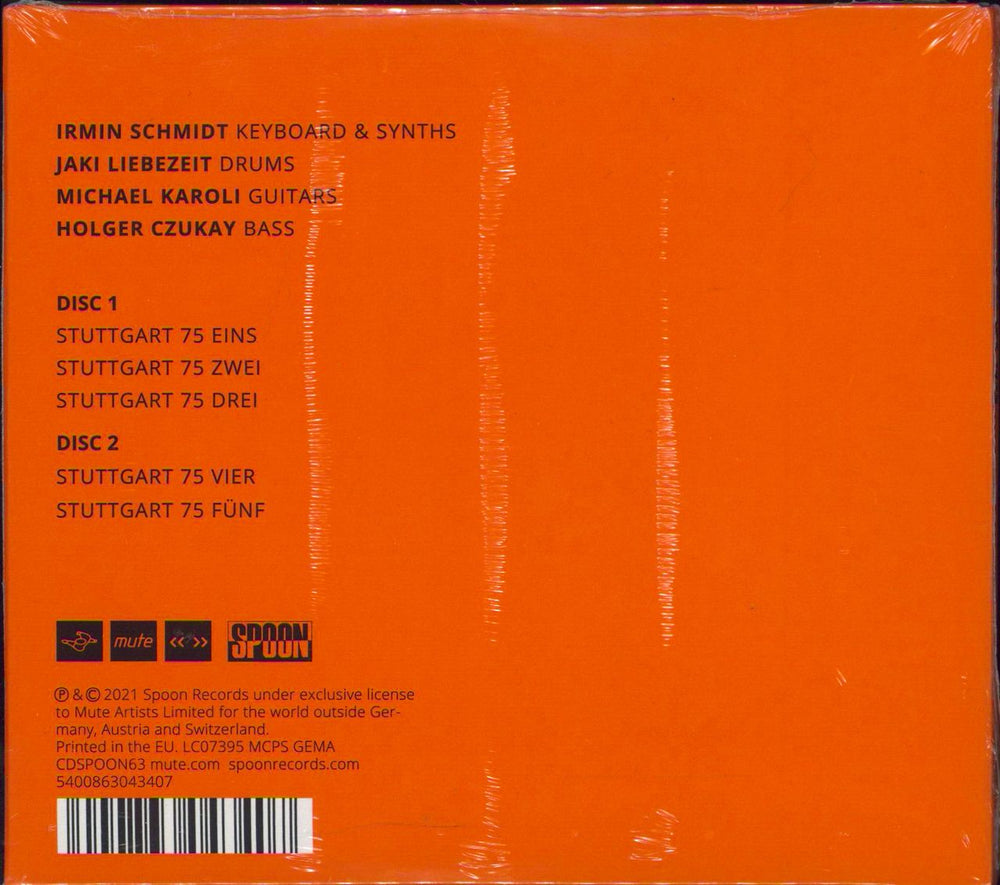 IRMIN SCHMIDT KEYBOARD & SYNTHS
JAKI LIEBEZEIT DRUMS
MICHAEL KAROLI GUITARS
HOLGER CZUKAY BASS
DISC 1
STUTTGART 75 EINS
STUTTGART 75 ZWEI
STUTTGART 75 DREI
DISC 2
STUTTGART 75 VIER
STUTTGART 75 FÜNF
mute «» SPOON
℗ & © 2021 Spoon Records under exclusive license
to Mute Artists Limited for the world outside Ger-
many, Austria and Switzerland.
Printed in the EU. LC07395 MCPS GEMA
CDSPOON63 mute.com spoonrecords.com
5400863043407